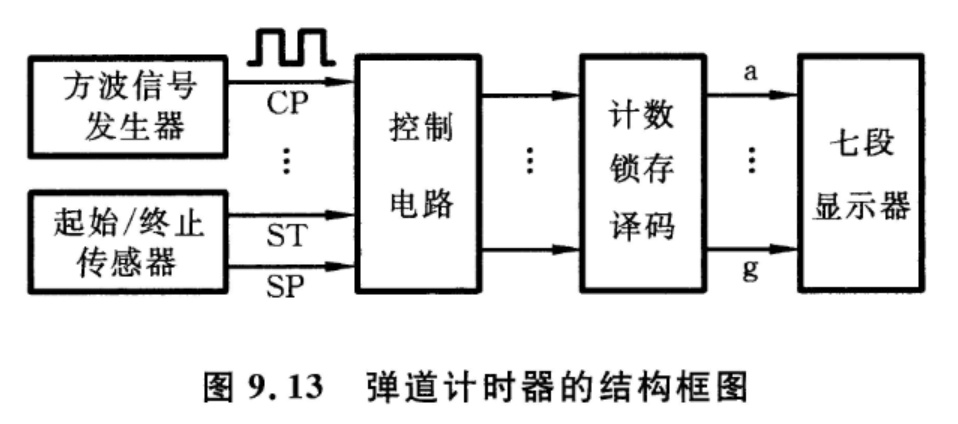 方波信号
发生器
CP
起始/终止
传感器
ST
SP
控制
电路
计数
锁存
译码
a
g
七段
显示器
图 9.13 弹道计时器的结构框图